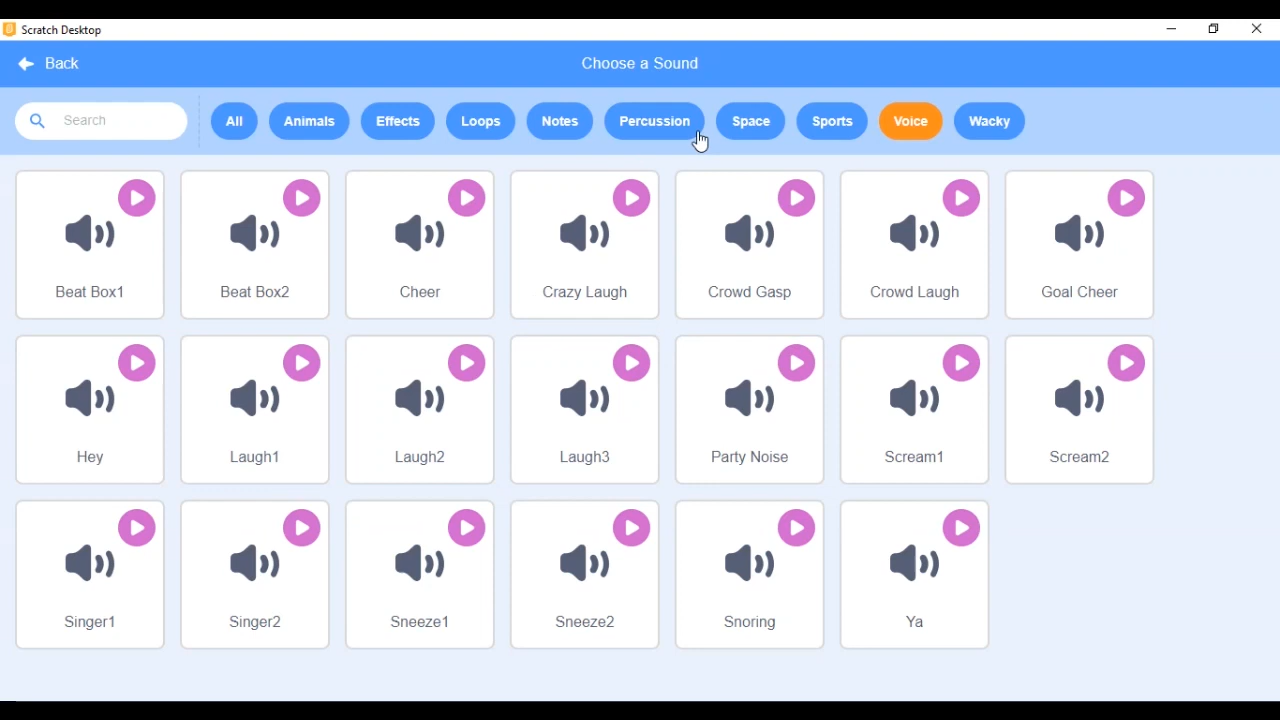 Scratch Desktop
Back
Choose a Sound
Search
All Animals Effects Loops Notes Percussion Space Sports Voice Wacky
Beat Box1 Beat Box2 Cheer Crazy Laugh Crowd Gasp Crowd Laugh Goal Cheer
Hey Laugh1 Laugh2 Laugh3 Party Noise Scream1 Scream2
Singer1 Singer2 Sneeze1 Sneeze2 Snoring Ya